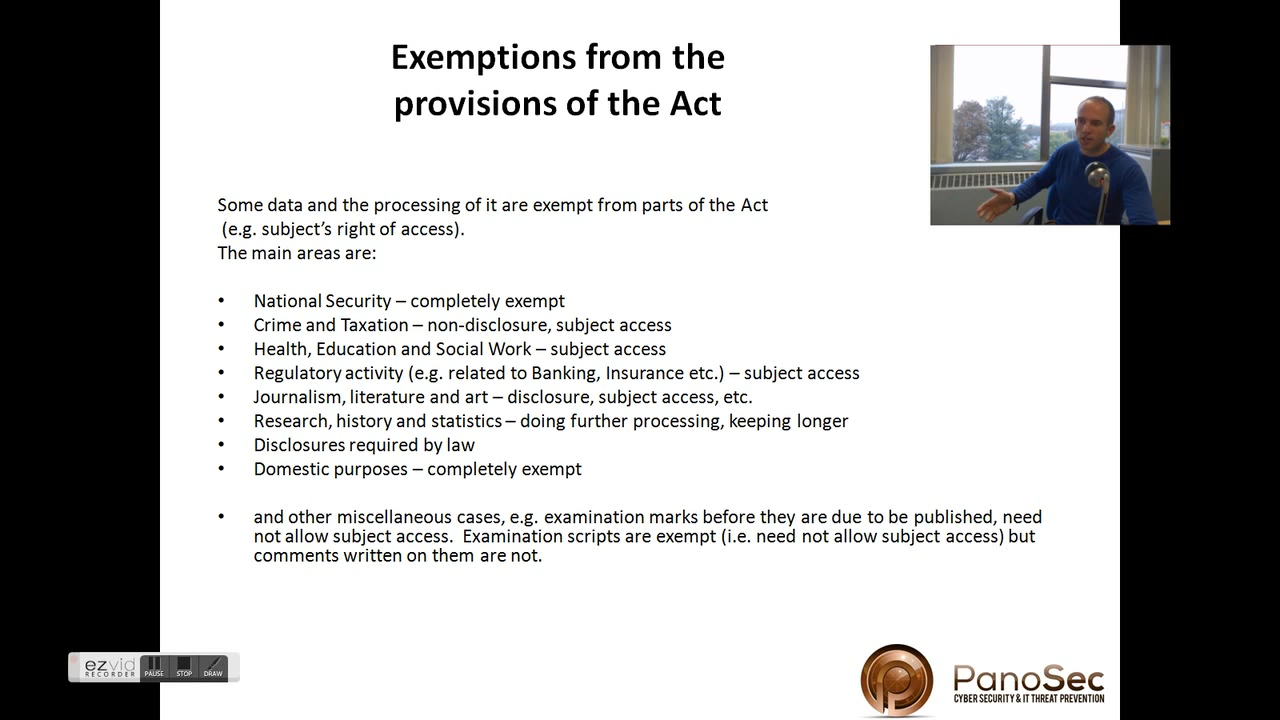 Exemptions from the
provisions of the Act
Some data and the processing of it are exempt from parts of the Act
(e.g. subject’s right of access).
The main areas are:
• National Security – completely exempt
• Crime and Taxation – non-disclosure, subject access
• Health, Education and Social Work – subject access
• Regulatory activity (e.g. related to Banking, Insurance etc.) – subject access
• Journalism, literature and art – disclosure, subject access, etc.
• Research, history and statistics – doing further processing, keeping longer
• Disclosures required by law
• Domestic purposes – completely exempt
• and other miscellaneous cases, e.g. examination marks before they are due to be published, need
not allow subject access.  Examination scripts are exempt (i.e. need not allow subject access) but
comments written on them are not.
ezvid
RECORDER
PAUSE STOP DRAW
PanoSec
CYBER SECURITY & IT THREAT PREVENTION